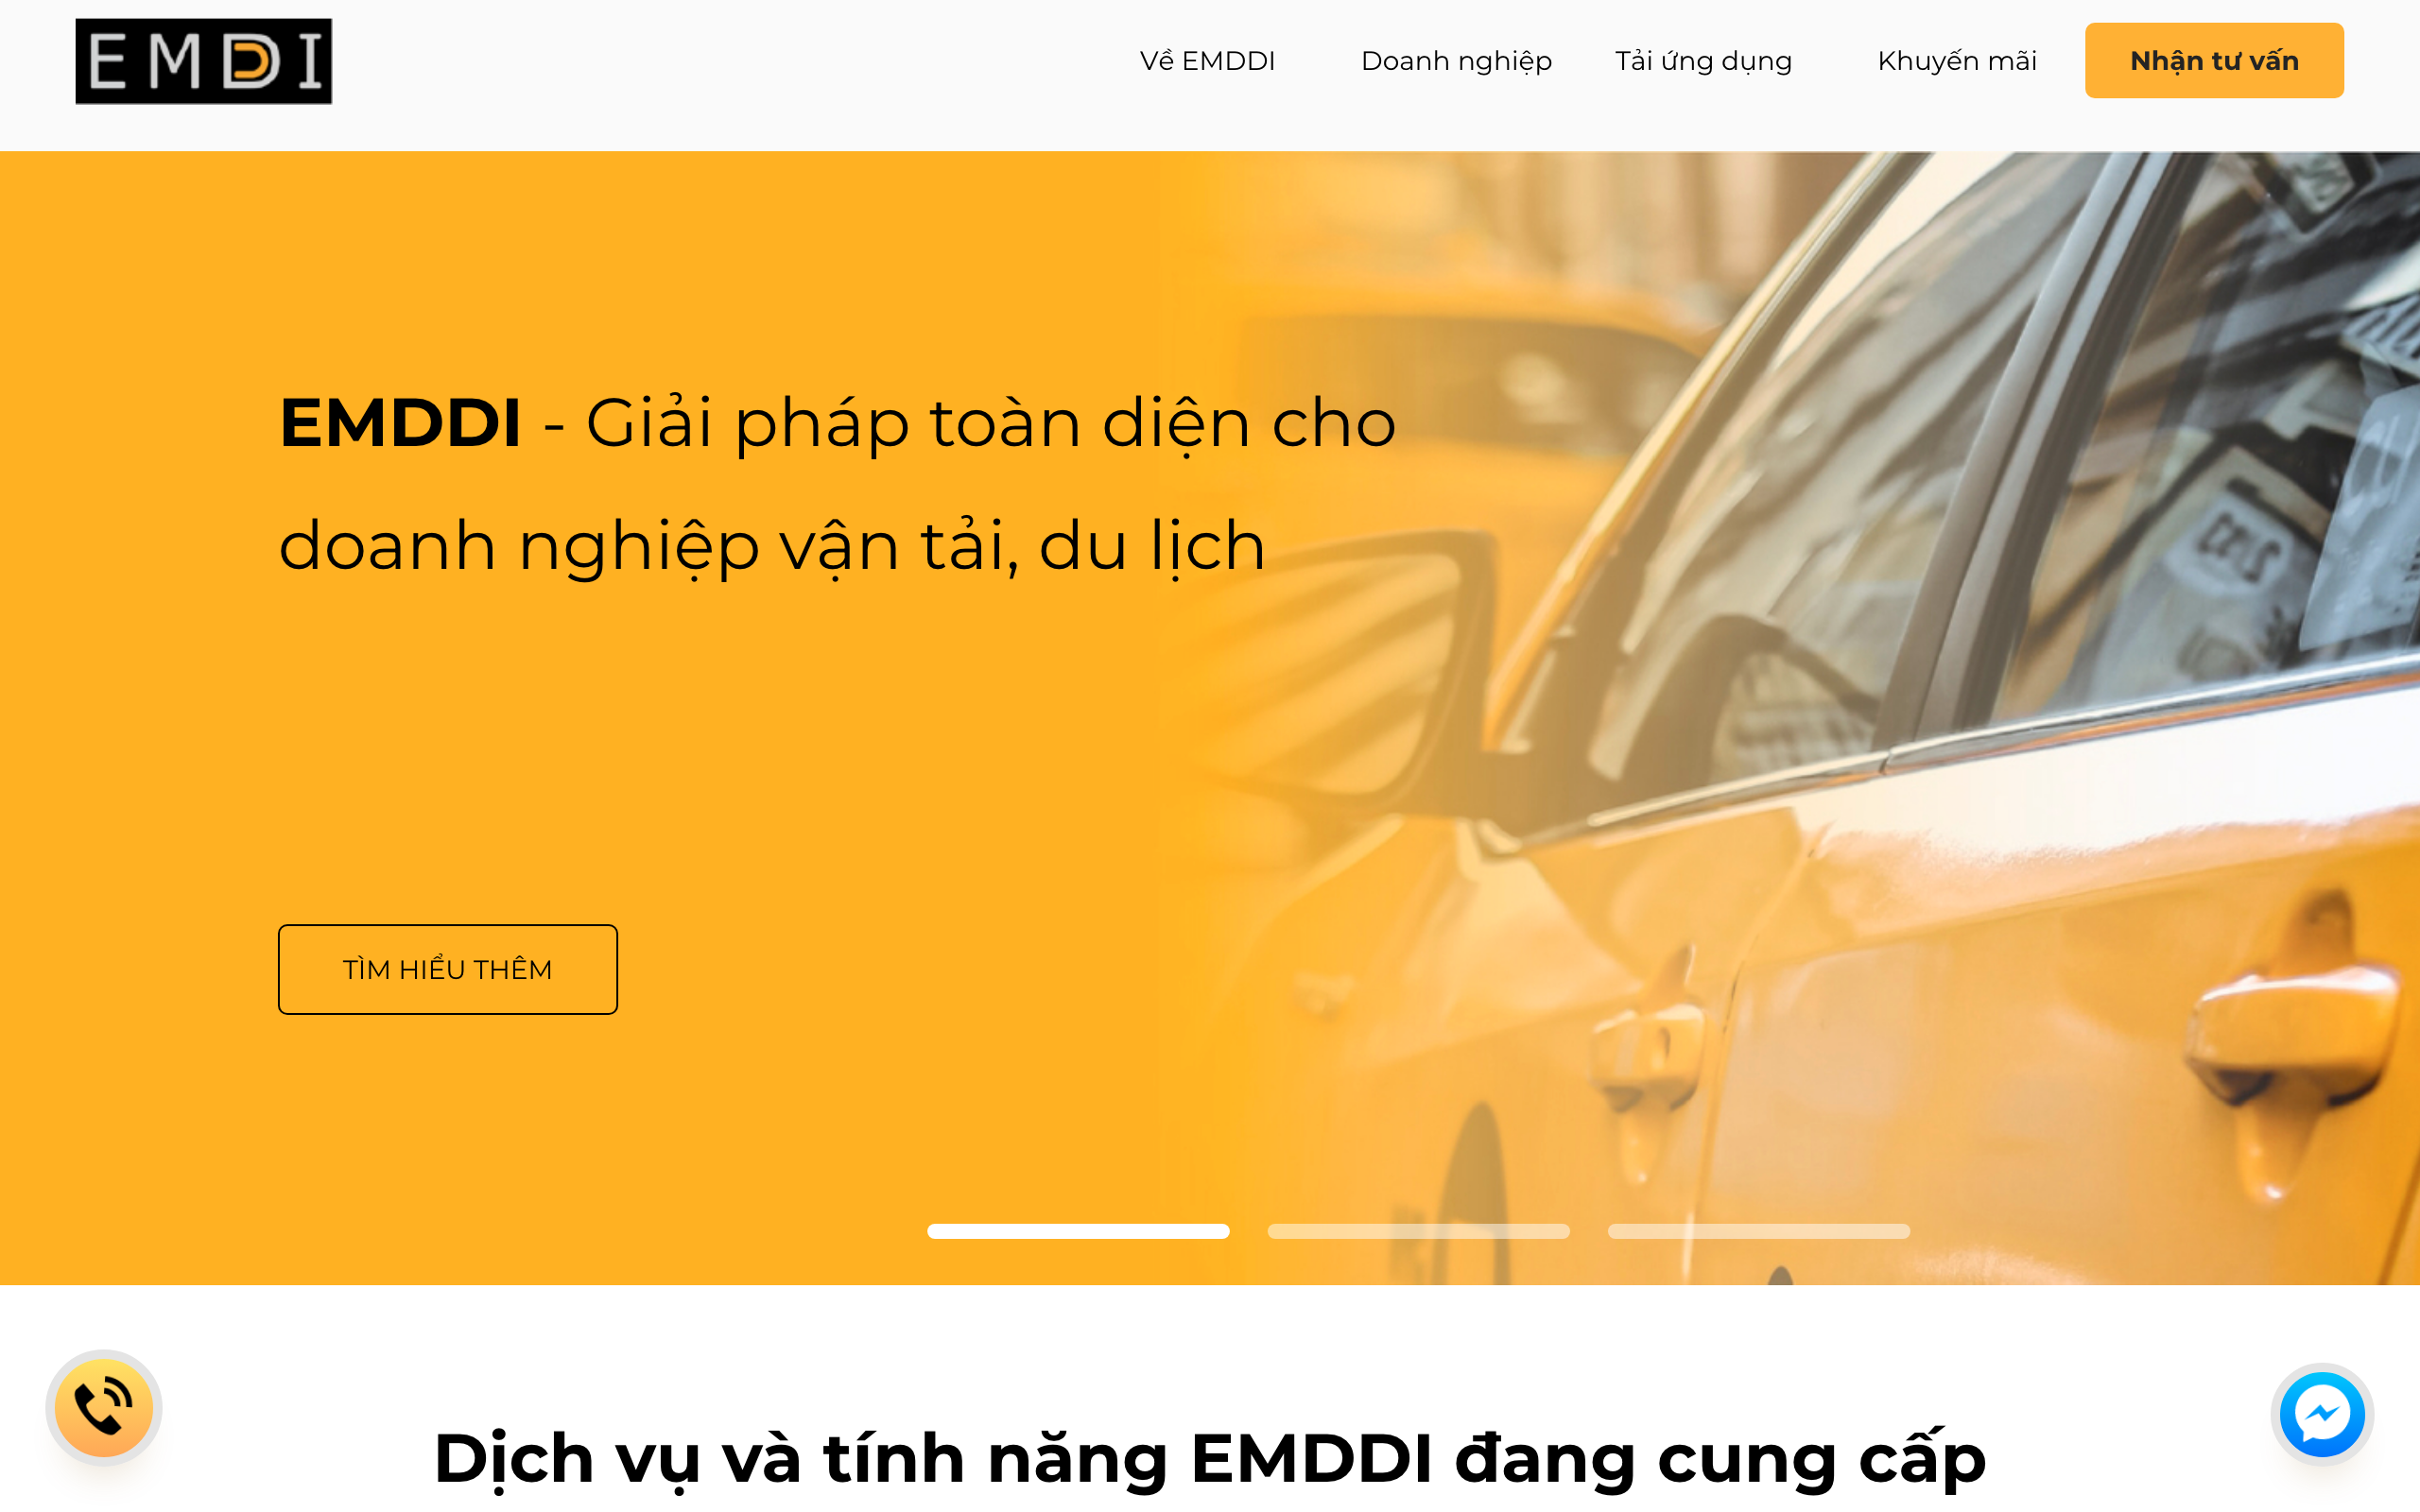 EMDDI
Về EMDDI
Doanh nghiệp
Tải ứng dụng
Khuyến mãi
Nhận tư vấn
EMDDI - Giải pháp toàn diện cho
doanh nghiệp vận tải, du lịch
TÌM HIỂU THÊM
Dịch vụ và tính năng EMDDI đang cung cấp